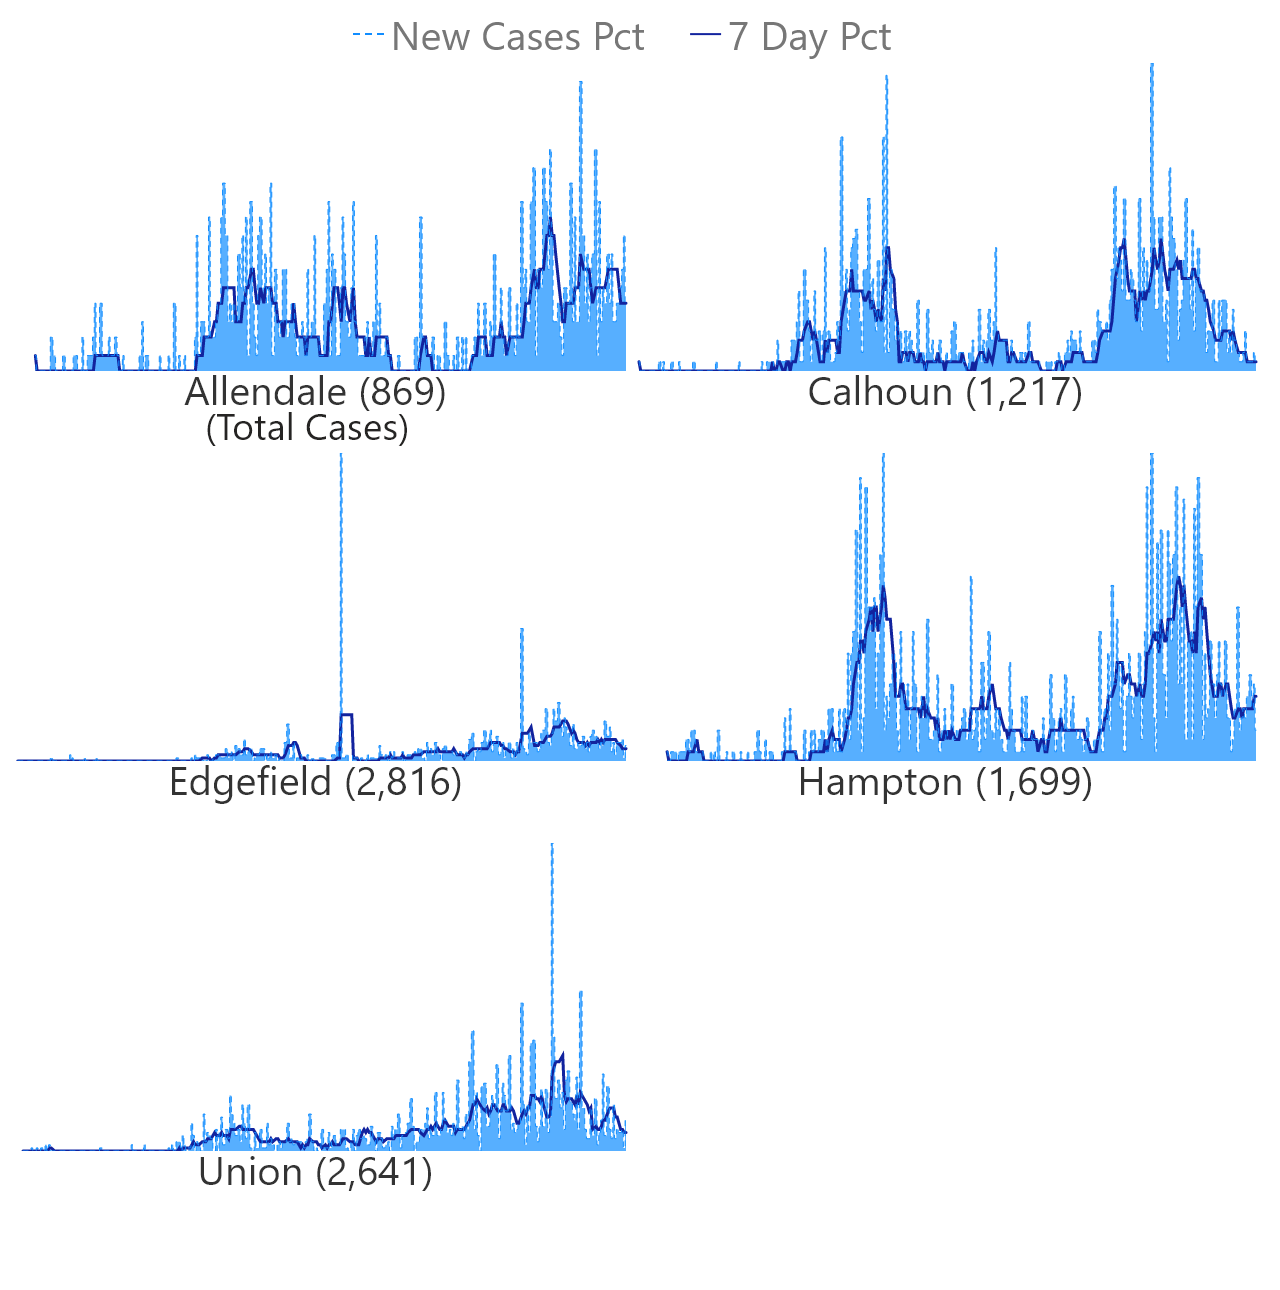 New Cases Pct 7 Day Pct
Allendale (869) Calhoun (1,217)
(Total Cases)
Edgefield (2,816) Hampton (1,699)
Union (2,641)